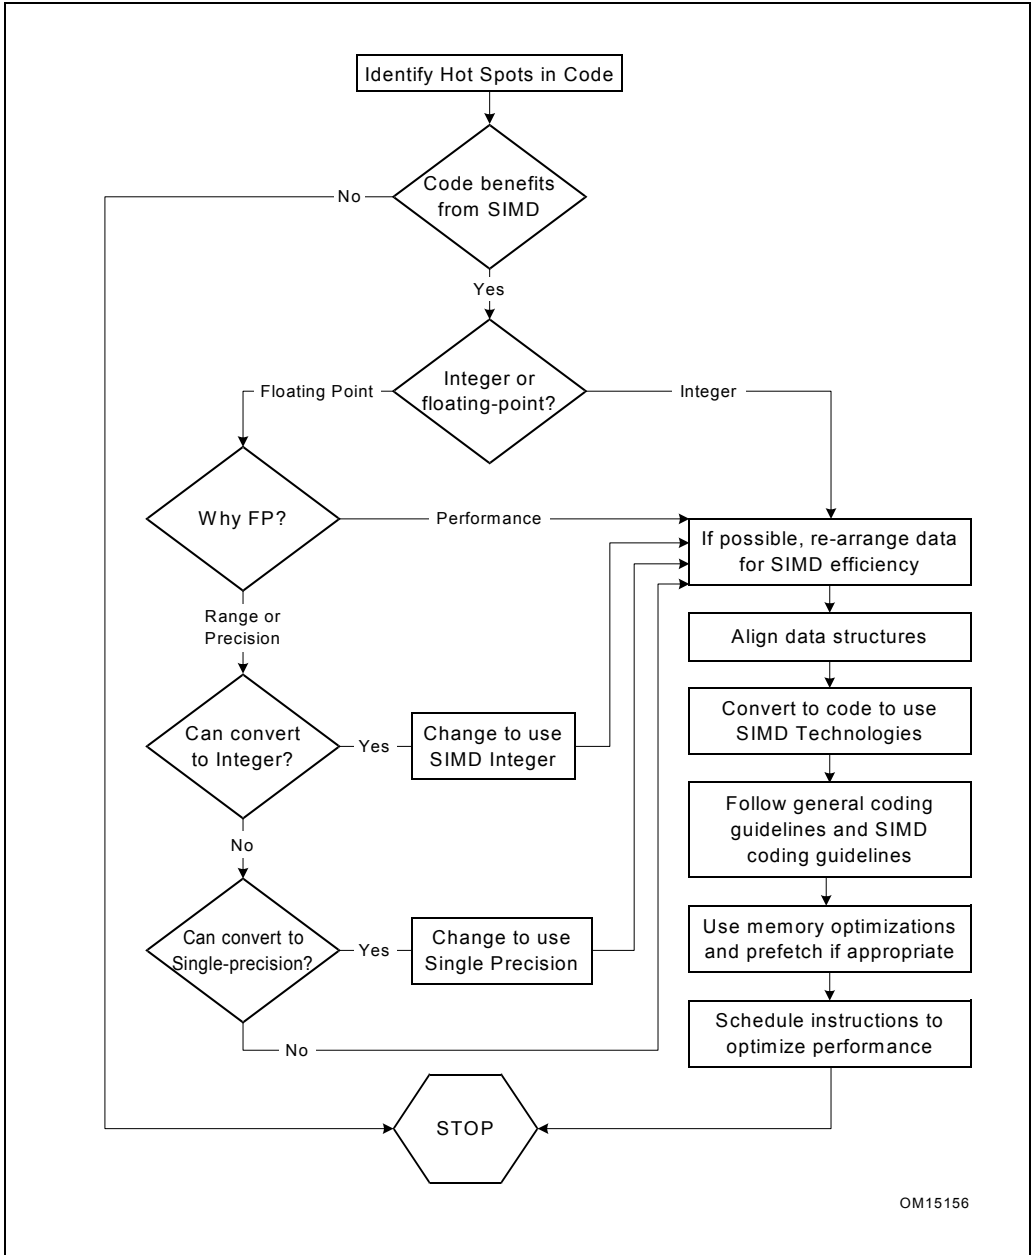 Identify Hot Spots in Code
Code benefits
from SIMD
No
Yes
Integer or
floating-point?
Floating Point
Integer
Why FP?
Performance
If possible, re-arrange data
for SIMD efficiency
Range or
Precision
Align data structures
Can convert
to Integer?
Yes
Change to use
SIMD Integer
Convert to code to use
SIMD Technologies
No
Follow general coding
guidelines and SIMD
coding guidelines
Can convert to
Single-precision?
Yes
Change to use
Single Precision
Use memory optimizations
and prefetch if appropriate
No
Schedule instructions to
optimize performance
STOP
OM15156